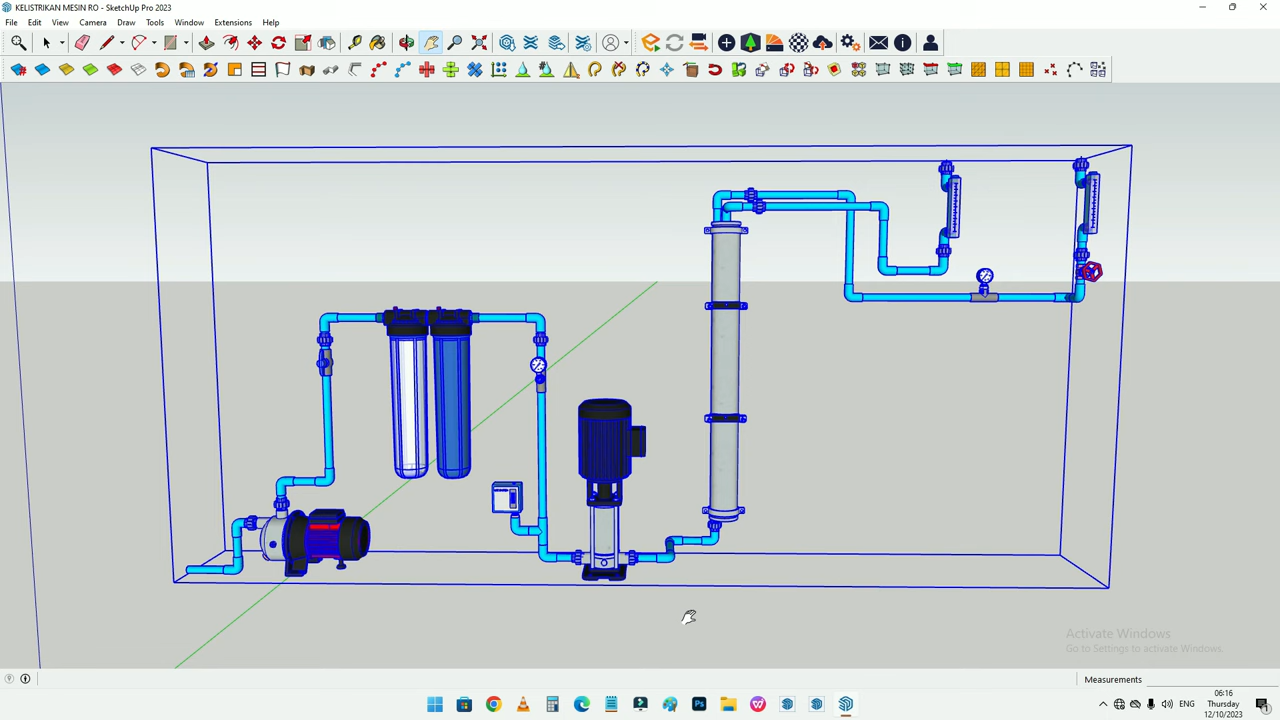 KELISTRIKAN MESIN RO - SketchUp Pro 2023
File Edit View Camera Draw Tools Window Extensions Help
Activate Windows
Go to Settings to activate Windows.
Measurements
ENG
06:16
Thursday
12/10/2023